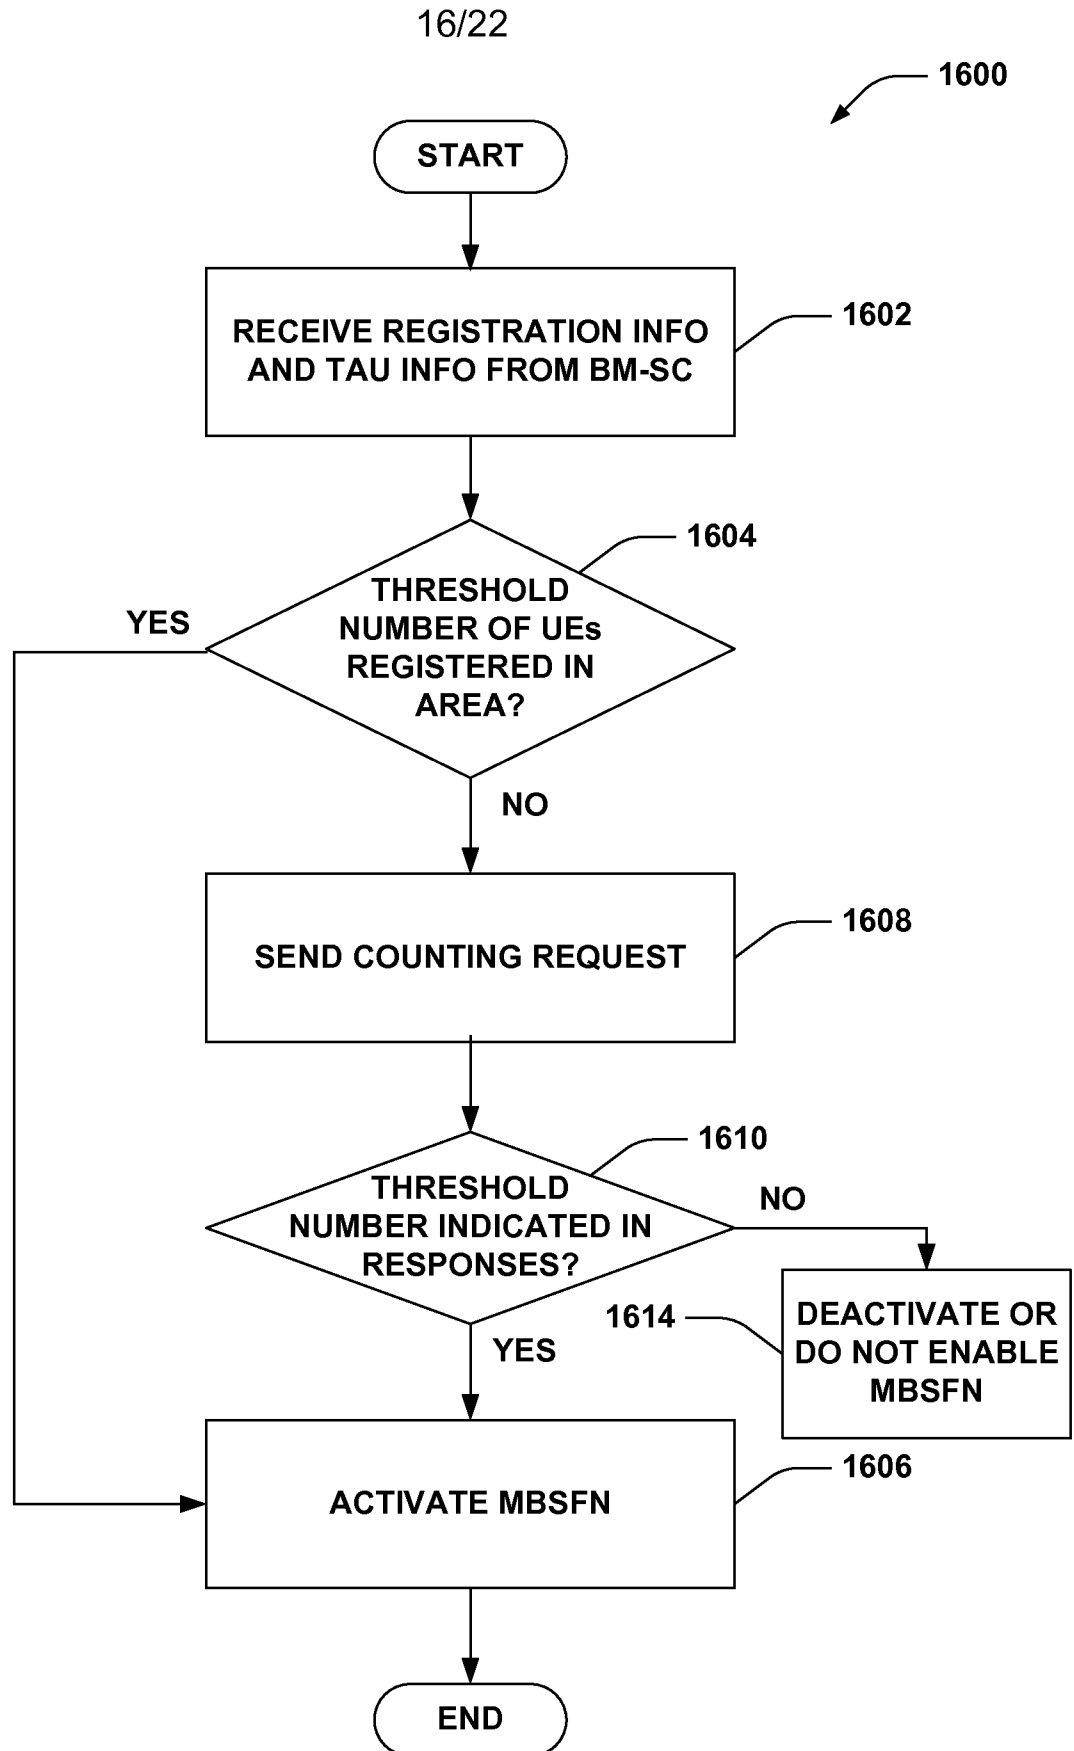 16/22
1600
START
RECEIVE REGISTRATION INFO
AND TAU INFO FROM BM-SC
1602
1604
THRESHOLD
NUMBER OF UEs
REGISTERED IN
AREA?
YES
NO
SEND COUNTING REQUEST
1608
1610
THRESHOLD
NUMBER INDICATED IN
RESPONSES?
NO
1614
DEACTIVATE OR
DO NOT ENABLE
MBSFN
YES
1606
ACTIVATE MBSFN
END